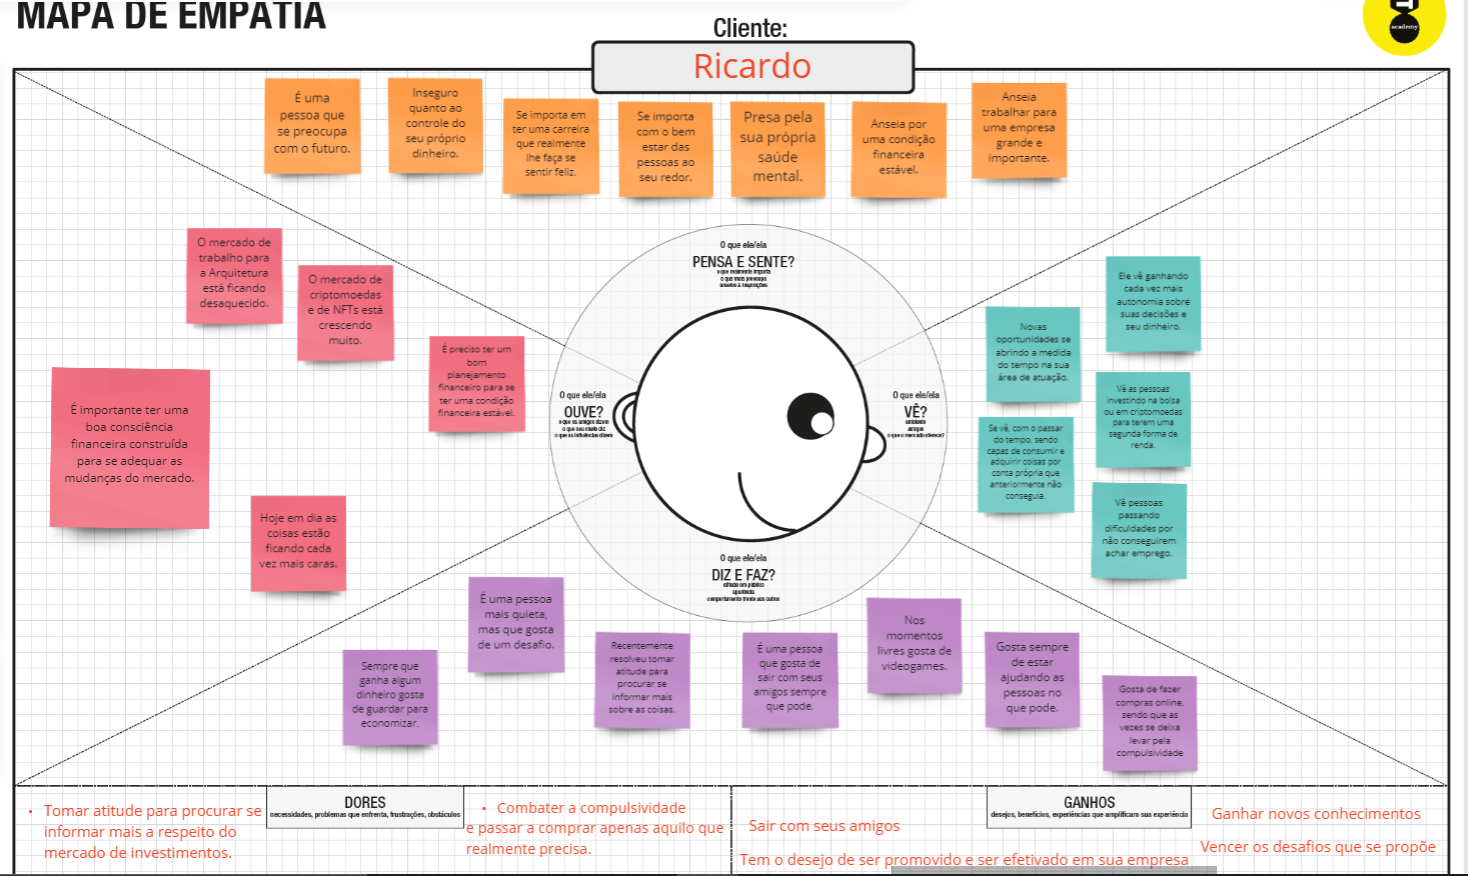 MAPA DE EMPATIA
Cliente:
Ricardo
T
academy
É uma
pessoa que
se preocupa
com o futuro.
Inseguro
quanto ao
controle do
seu próprio
dinheiro.
Se importa em
ter uma carreira
que realmente
lhe faça se
sentir feliz.
Se importa
com o bem
estar das
pessoas ao
seu redor.
Presa pela
sua própria
saúde
mental.
Anseia por
uma condição
financeira
estável.
Anseia
trabalhar para
uma empresa
grande e
importante.
O mercado de
trabalho para
a Arquitetura
está ficando
desaquecido.
O mercado de
criptomoedas
e de NFTs está
crescendo
muito.
É preciso ter um
bom
planejamento
financeiro para se
ter uma condição
financeira estável.
É importante ter uma
boa consciência
financeira construída
para se adequar as
mudanças do mercado.
Hoje em dia as
coisas estão
ficando cada
vez mais caras.
O que ele/ela
PENSA E SENTE?
o que realmente importa
o que mais preocupa
anseios & inspirações
O que ele/ela
OUVE?
o que os amigos dizem
o que seu chefe diz
o que as influências dizem
O que ele/ela
VÊ?
ambiente
amigos
o que o mercado oferece?
O que ele/ela
DIZ E FAZ?
atitude em público
aparência
comportamento frente aos outros
Ele vê ganhando
cada vez mais
autonomia sobre
suas decisões e
seu dinheiro.
Novas
oportunidades se
abrindo a medida
do tempo na sua
área de atuação.
Vê as pessoas
investindo na bolsa
ou em criptomoedas
para terem uma
segunda forma de
renda.
Se vê, com o passar
do tempo, sendo
capaz de consumir e
adquirir coisas por
conta própria que
anteriormente não
conseguia.
Vê pessoas
passando
dificuldades por
não conseguirem
achar emprego.
Sempre que
ganha algum
dinheiro gosta
de guardar para
economizar.
É uma pessoa
mais quieta,
mas que gosta
de um desafio.
Recentemente
resolveu tomar
atitude para
procurar se
informar mais
sobre as coisas.
É uma pessoa
que gosta de
sair com seus
amigos sempre
que pode.
Nos
momentos
livres gosta de
videogames.
Gosta sempre
de estar
ajudando as
pessoas no
que pode.
Gosta de fazer
compras online,
sendo que as
vezes se deixa
levar pela
compulsividade
DORES
necessidades, problemas que enfrenta, frustrações, obstáculos
• Tomar atitude para procurar se
informar mais a respeito do
mercado de investimentos.
• Combater a compulsividade
e passar a comprar apenas aquilo que
realmente precisa.
GANHOS
desejos, benefícios, experiências que amplificam sua experiência
Sair com seus amigos
Tem o desejo de ser promovido e ser efetivado em sua empresa
Ganhar novos conhecimentos
Vencer os desafios que se propõe